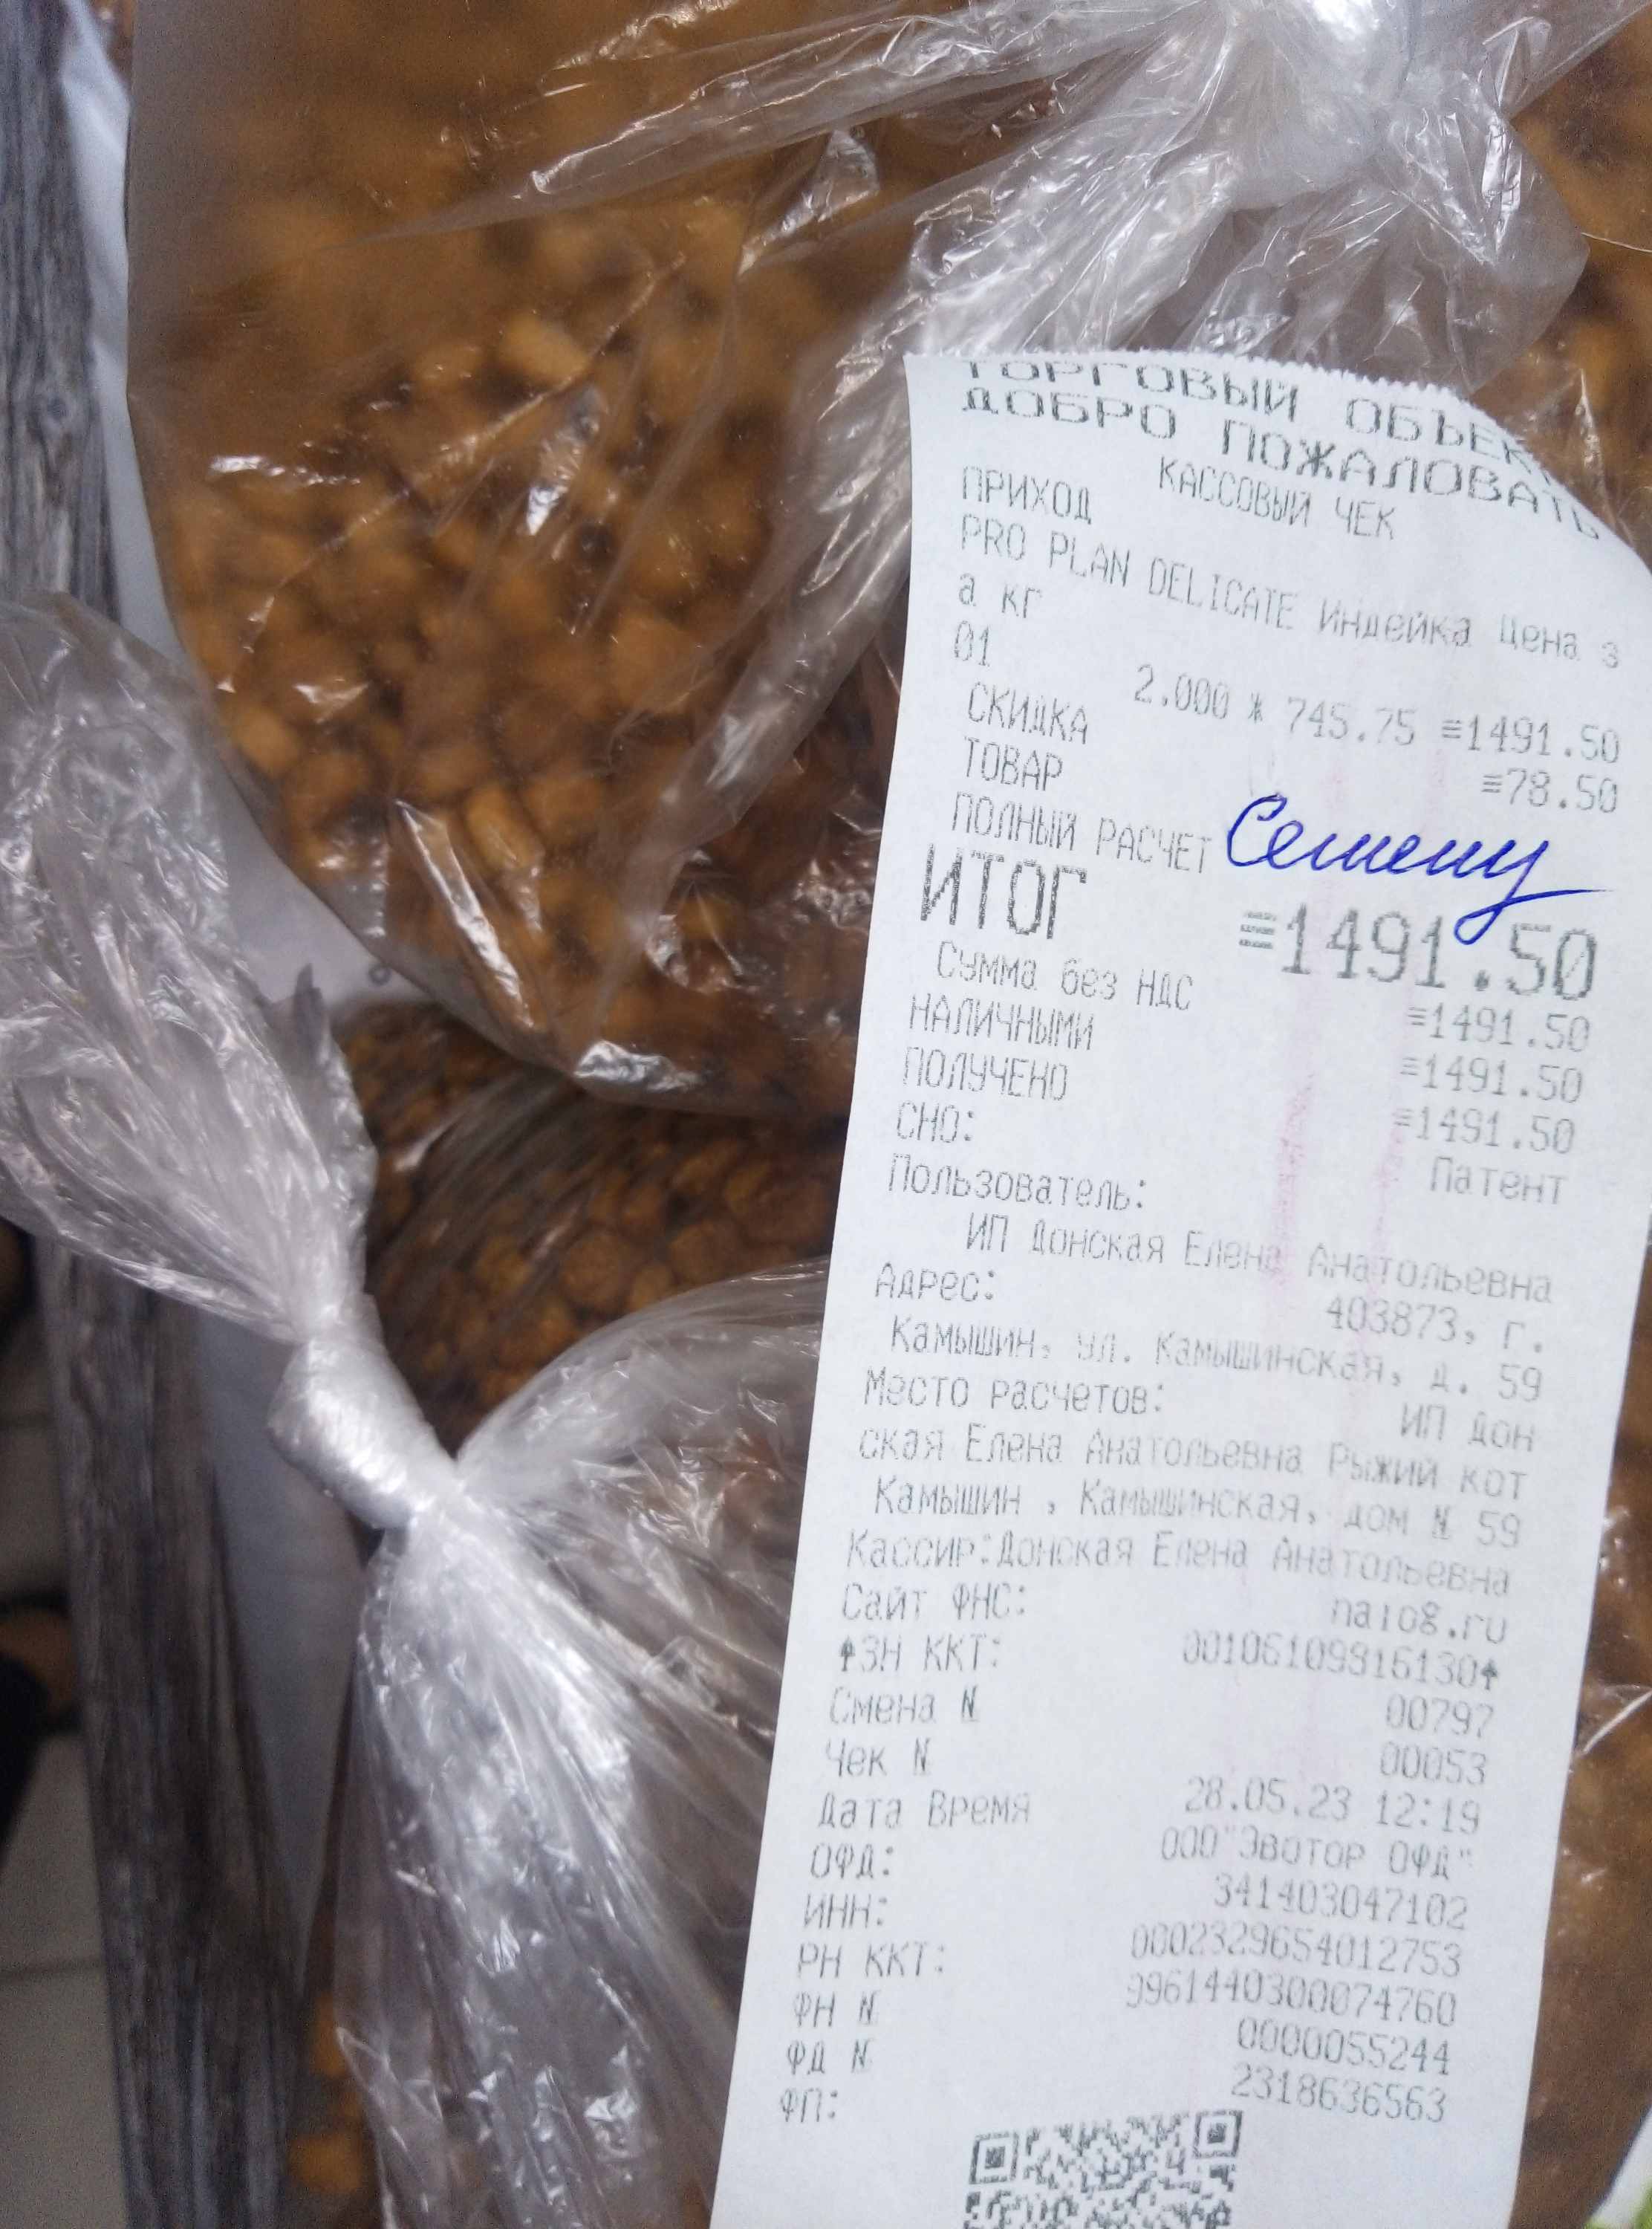 ТОРГОВЫЙ ОБЪЕК
ДОБРО ПОЖАЛОВАТЬ
КАССОВЫЙ ЧЕК
ПРИХОД
PRO PLAN DELICATE Индейка Цена з
а кг
01
2.000 * 745.75 ≡1491.50
СКИДКА ≡78.50
ТОВАР
ПОЛНЫЙ РАСЧЕТ
ИТОГ ≡1491.50
Сумма без НДС ≡1491.50
НАЛИЧНЫМИ ≡1491.50
ПОЛУЧЕНО ≡1491.50
СНО: Патент
Пользователь:
ИП Донская Елена Анатольевна
Адрес: 403873, г.
Камышин, ул. Камышинская, д. 59
Место расчетов: ИП Дон
ская Елена Анатольевна Рыжий кот
Камышин , Камышинская, дом № 59
Кассир:Донская Елена Анатольевна
Сайт ФНС: nalog.ru
↑ЗН ККТ: 00106109816130↑
Смена № 00797
Чек № 00053
Дата Время 28.05.23 12:19
ОФД: ООО"Эвотор ОФД"
ИНН: 341403047102
РН ККТ: 0002329654012753
ФН № 9961440300074760
ФД № 0000055244
ФП: 2318636563